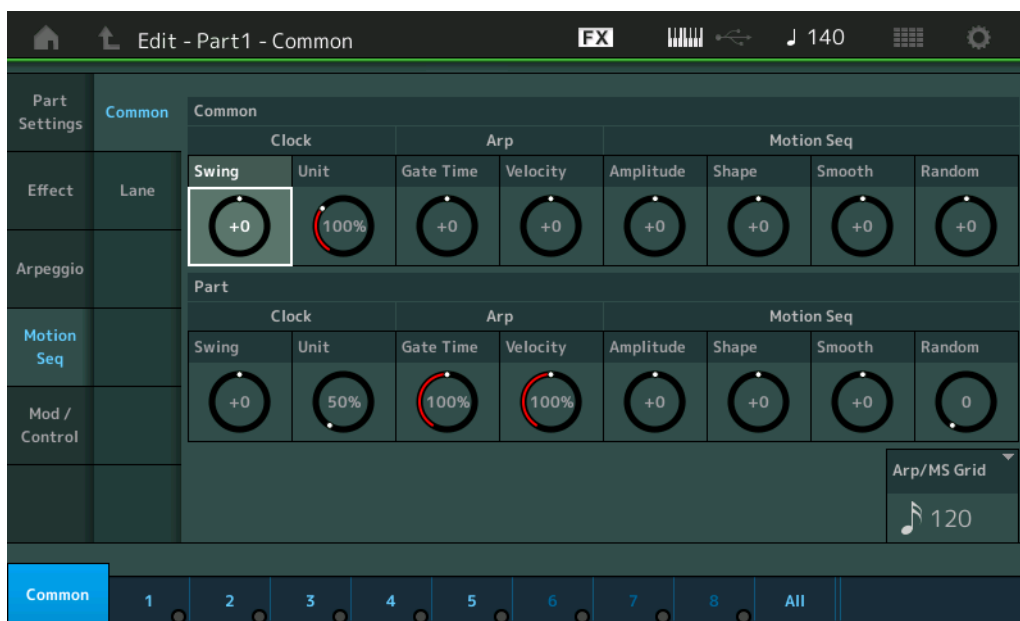 Edit - Part1 - Common
FX
140
Part
Settings
Effect
Arpeggio
Motion
Seq
Mod /
Control
Common
Lane
Common
Clock Arp Motion Seq
Swing Unit Gate Time Velocity Amplitude Shape Smooth Random
+0 100% +0 +0 +0 +0 +0 +0
Part
Clock Arp Motion Seq
Swing Unit Gate Time Velocity Amplitude Shape Smooth Random
+0 50% 100% 100% +0 +0 +0 0
Arp/MS Grid
120
Common 1 2 3 4 5 6 7 8 All